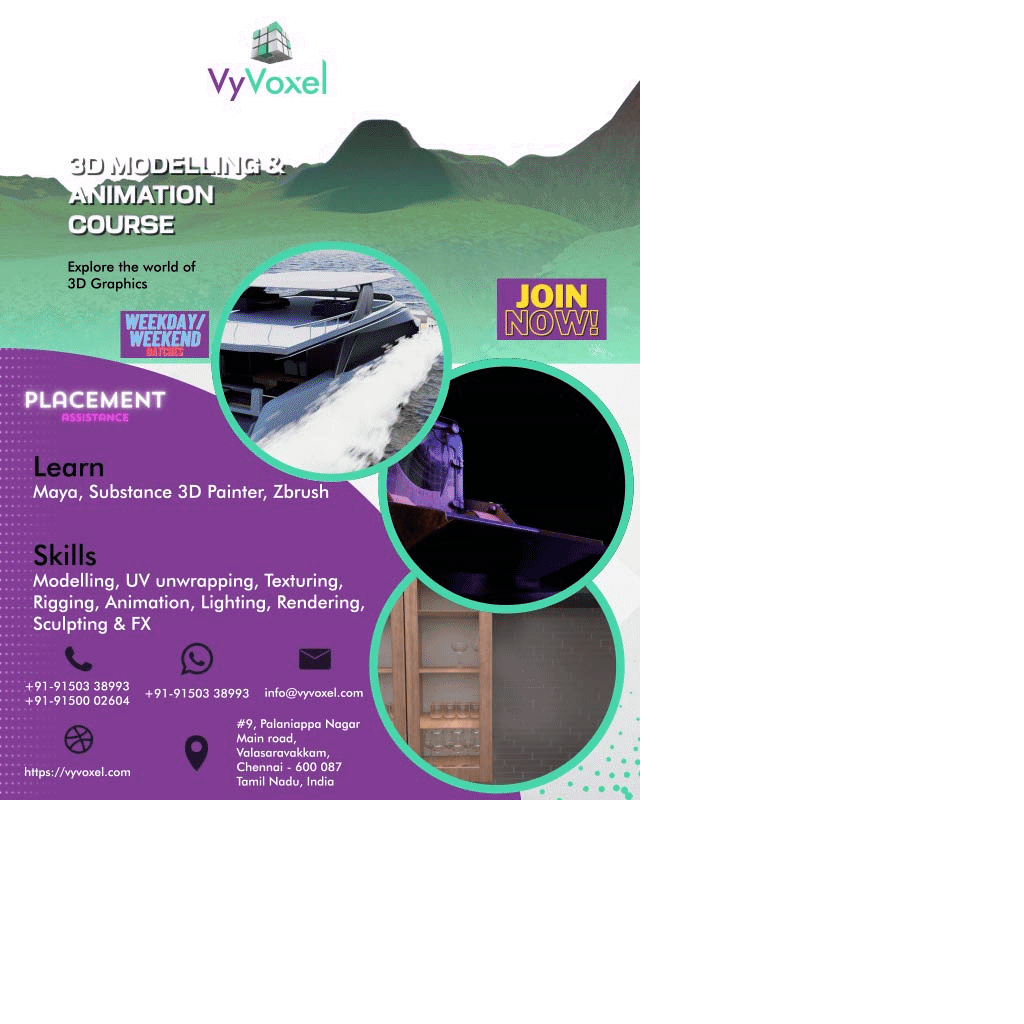 VyVoxel
3D MODELLING &
ANIMATION
COURSE
Explore the world of
3D Graphics
JOIN
NOW!
WEEKDAY/
WEEKEND
BATCHES
PLACEMENT
ASSISTANCE
Learn
Maya, Substance 3D Painter, Zbrush
Skills
Modelling, UV unwrapping, Texturing,
Rigging, Animation, Lighting, Rendering,
Sculpting & FX
+91-91503 38993
+91-91500 02604
+91-91503 38993
info@vyvoxel.com
https://vyvoxel.com
#9, Palaniappa Nagar
Main road,
Valasaravakkam,
Chennai - 600 087
Tamil Nadu, India